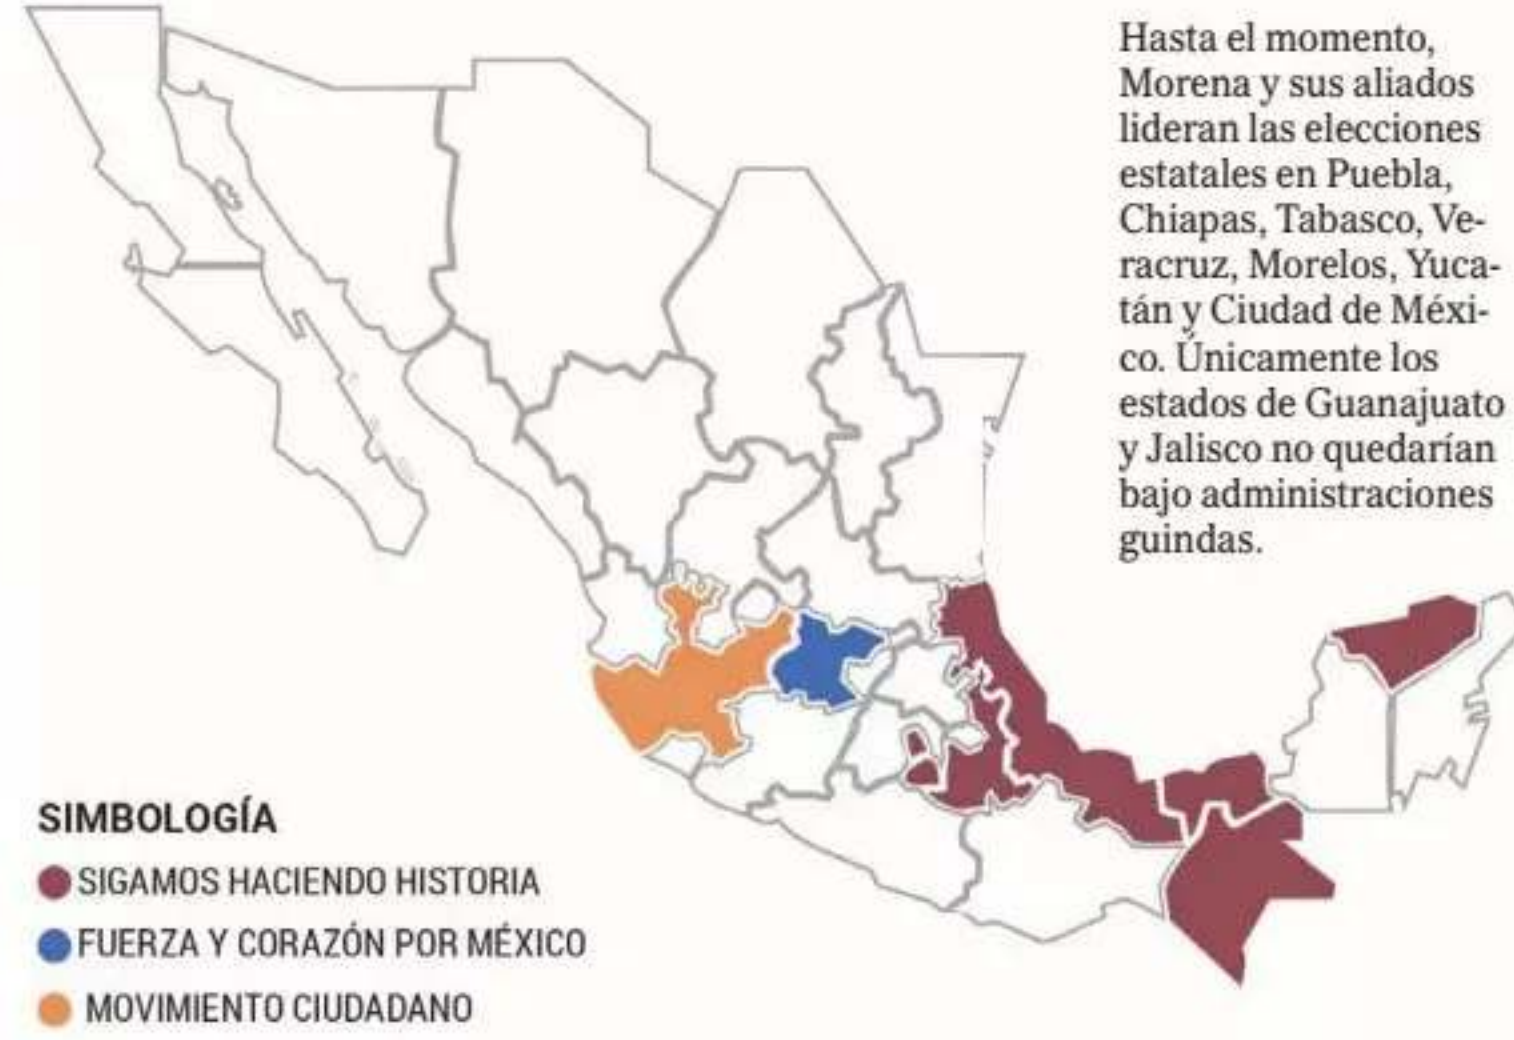 Hasta el momento,
Morena y sus aliados
lideran las elecciones
estatales en Puebla,
Chiapas, Tabasco, Ve-
racruz, Morelos, Yuca-
tán y Ciudad de Méxi-
co. Únicamente los
estados de Guanajuato
y Jalisco no quedarían
bajo administraciones
guindas.
SIMBOLOGÍA
SIGAMOS HACIENDO HISTORIA
FUERZA Y CORAZÓN POR MÉXICO
MOVIMIENTO CIUDADANO